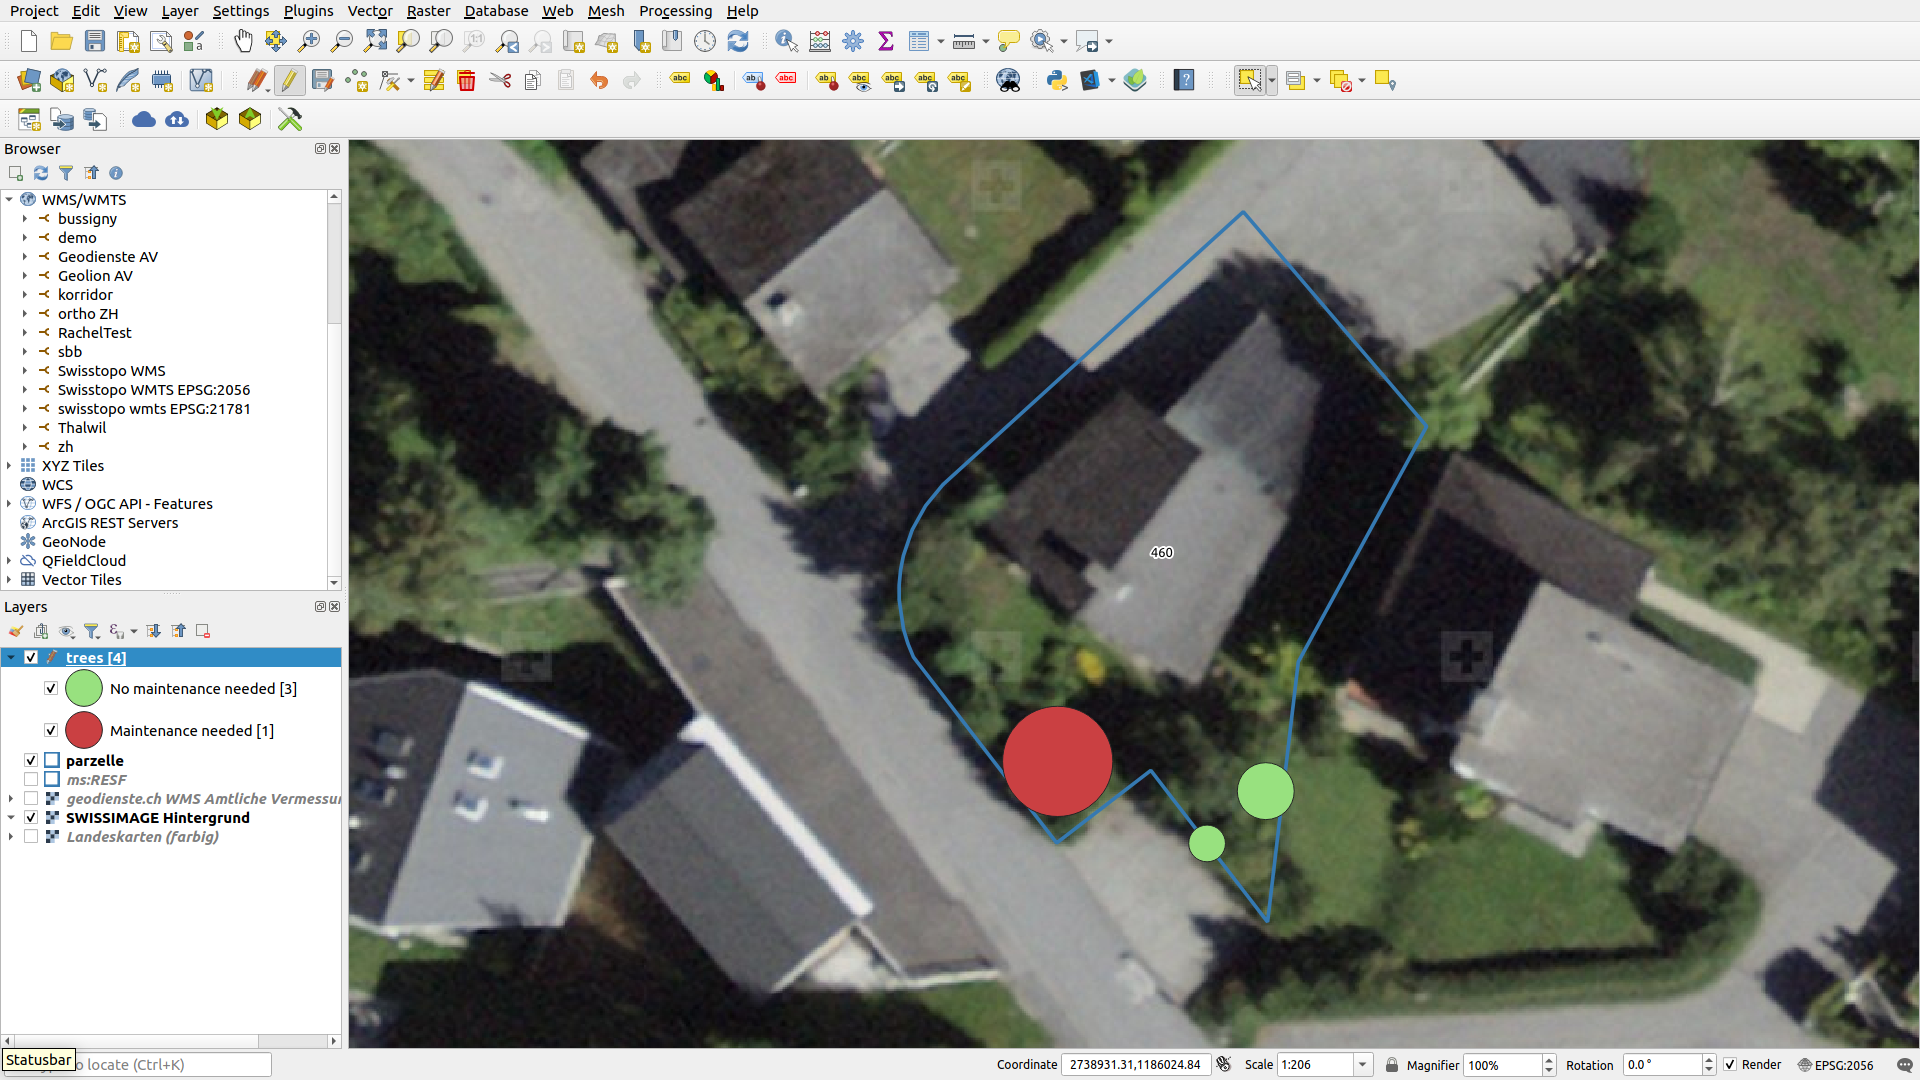 Project Edit View Layer Settings Plugins Vector Raster Database Web Mesh Processing Help
Browser
WMS/WMTS
bussigny
demo
Geodienste AV
Geolion AV
korridor
ortho ZH
RachelTest
sbb
Swisstopo WMS
Swisstopo WMTS EPSG:2056
swisstopo wmts EPSG:21781
Thalwil
zh
XYZ Tiles
WCS
WFS / OGC API - Features
ArcGIS REST Servers
GeoNode
QFieldCloud
Vector Tiles
Layers
trees [4]
No maintenance needed [3]
Maintenance needed [1]
parzelle
ms:RESF
geodienste.ch WMS Amtliche Vermessu
SWISSIMAGE Hintergrund
Landeskarten (farbig)
460
Statusbar
o locate (Ctrl+K)
Coordinate 2738931.31,1186024.84 Scale 1:206 Magnifier 100% Rotation 0.0 ° Render EPSG:2056